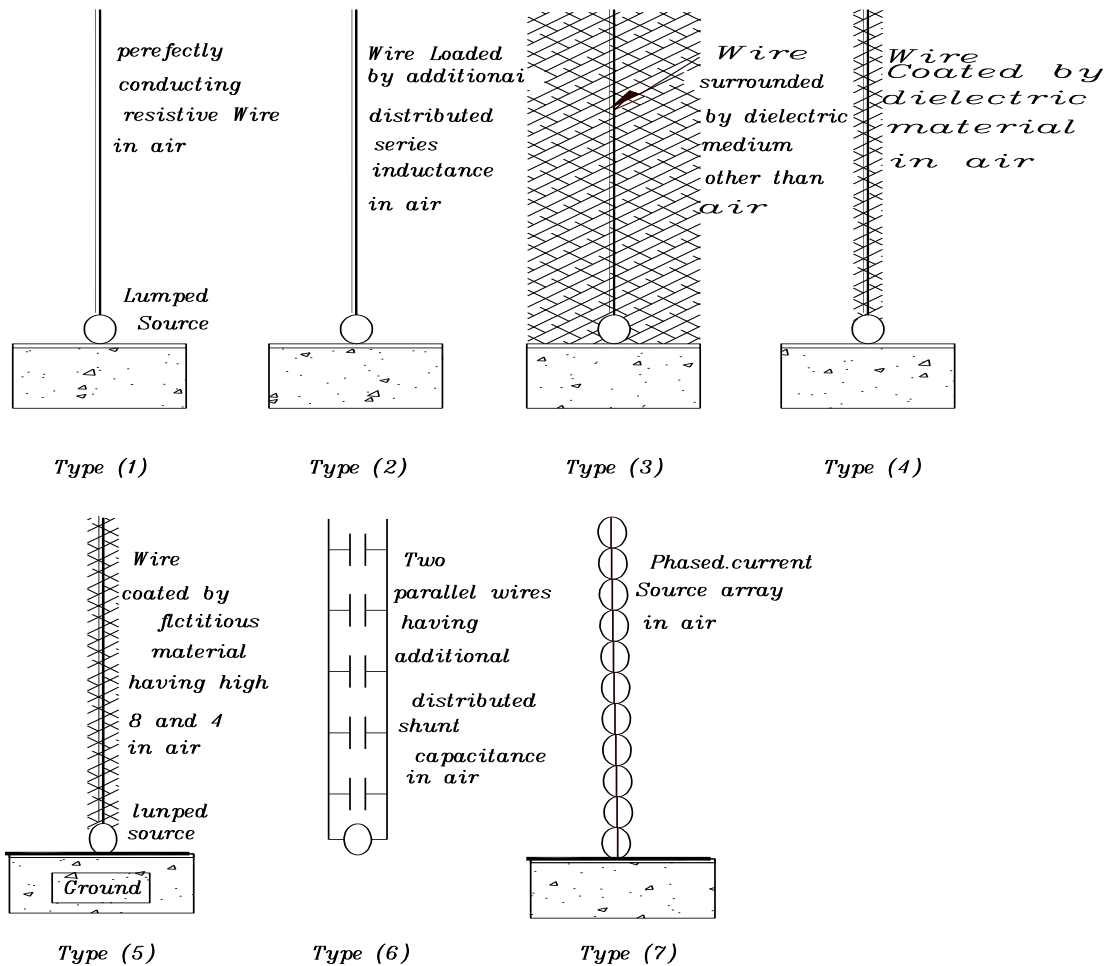 perefectly
conducting
resistive Wire
in air
Lumped
Source
Type (1)
Wire Loaded
by additionai
distributed
series
inductance
in air
Type (2)
Wire
surrounded
by dielectric
medium
other than
air
Type (3)
Wire
Coated by
dielectric
material
in air
Type (4)
Wire
coated by
flctitious
material
having high
8 and 4
in air
lunped
source
Ground
Type (5)
Two
parallel wires
having
additional
distributed
shunt
capacitance
in air
Type (6)
Phased.current
Source array
in air
Type (7)